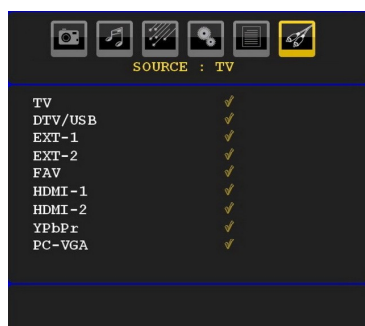 SOURCE : TV
TV
DTV/USB
EXT-1
EXT-2
FAV
HDMI-1
HDMI-2
YPbPr
PC-VGA